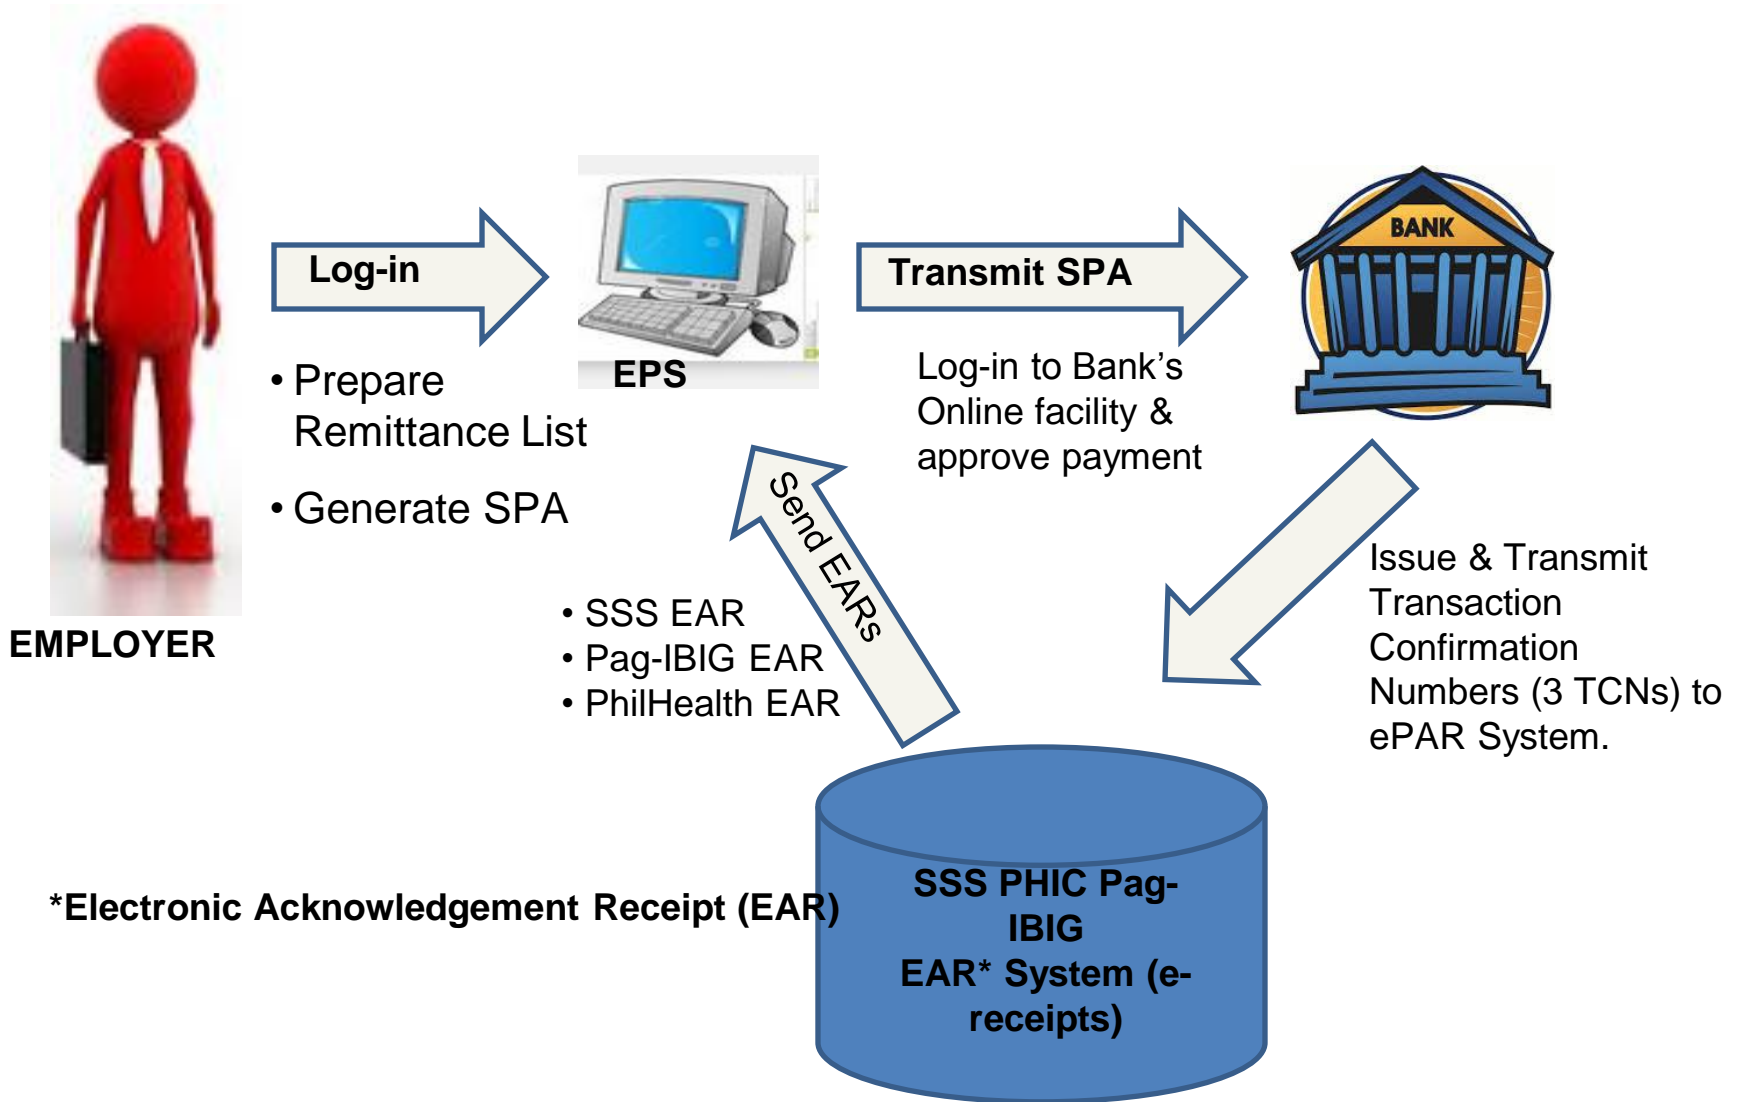 BANK
Log-in
Transmit SPA
EPS
• Prepare
Remittance List
• Generate SPA
Log-in to Bank’s
Online facility &
approve payment
EMPLOYER
Send EARs
• SSS EAR
• Pag-IBIG EAR
• PhilHealth EAR
Issue & Transmit
Transaction
Confirmation
Numbers (3 TCNs) to
ePAR System.
*Electronic Acknowledgement Receipt (EAR)
SSS PHIC Pag-
IBIG
EAR* System (e-
receipts)